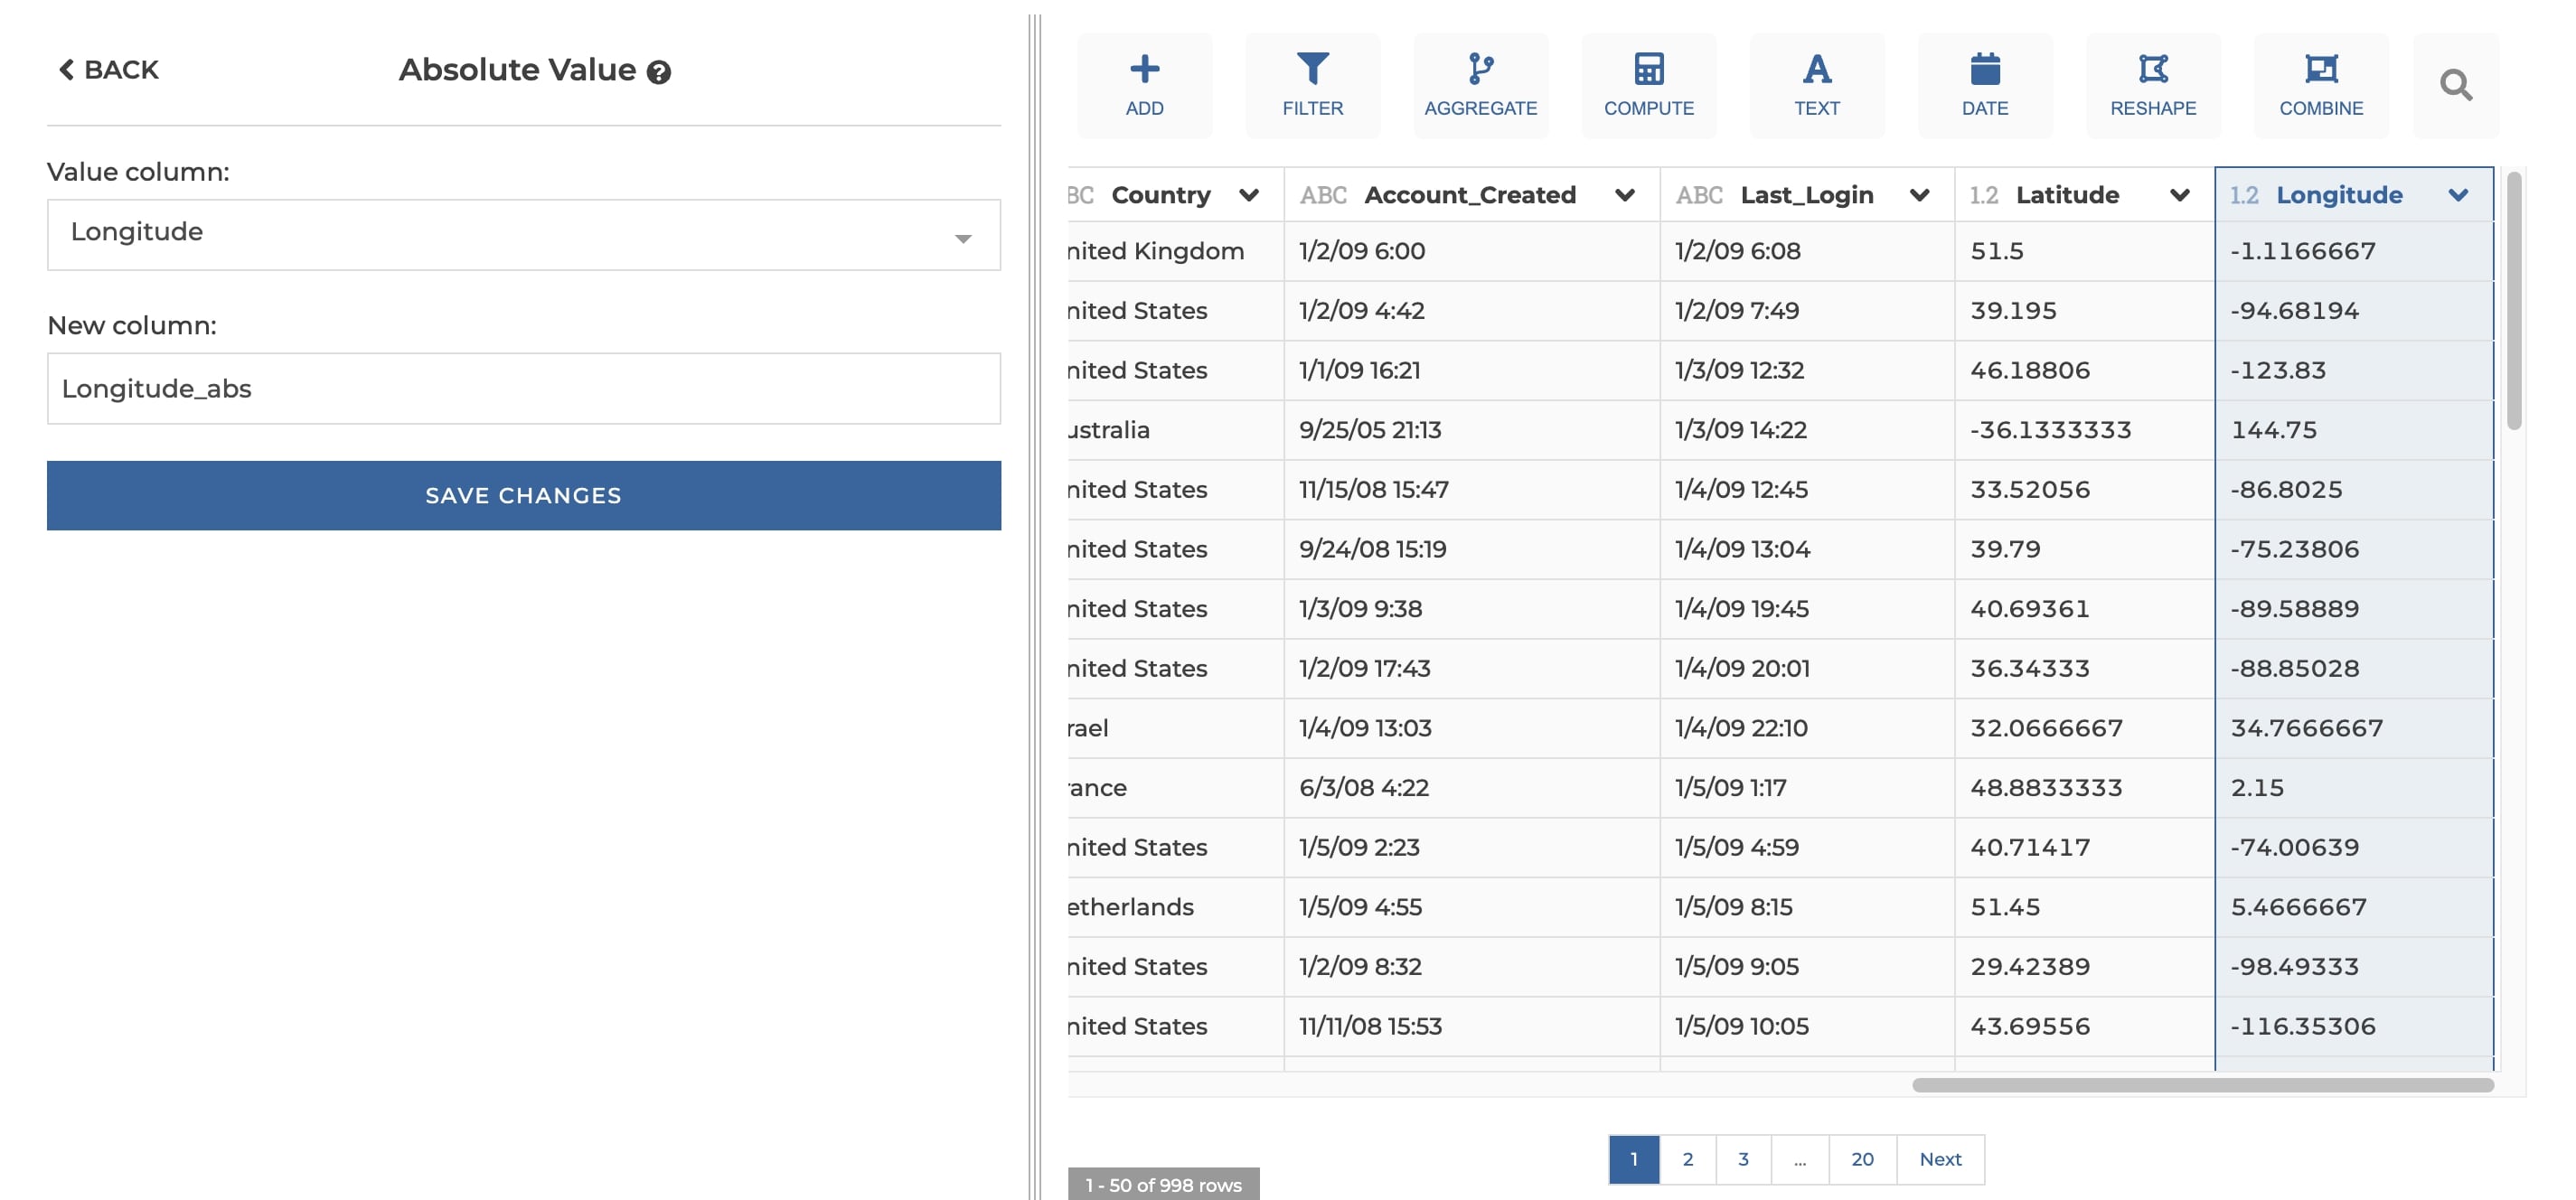 BACK
Absolute Value ?
Value column:
Longitude
New column:
Longitude_abs
SAVE CHANGES
ADD FILTER AGGREGATE COMPUTE TEXT DATE RESHAPE COMBINE
BC Country ABC Account_Created ABC Last_Login 1.2 Latitude 1.2 Longitude
nited Kingdom 1/2/09 6:00 1/2/09 6:08 51.5 -1.1166667
nited States 1/2/09 4:42 1/2/09 7:49 39.195 -94.68194
nited States 1/1/09 16:21 1/3/09 12:32 46.18806 -123.83
ustralia 9/25/05 21:13 1/3/09 14:22 -36.1333333 144.75
nited States 11/15/08 15:47 1/4/09 12:45 33.52056 -86.8025
nited States 9/24/08 15:19 1/4/09 13:04 39.79 -75.23806
nited States 1/3/09 9:38 1/4/09 19:45 40.69361 -89.58889
nited States 1/2/09 17:43 1/4/09 20:01 36.34333 -88.85028
rael 1/4/09 13:03 1/4/09 22:10 32.0666667 34.7666667
rance 6/3/08 4:22 1/5/09 1:17 48.8833333 2.15
nited States 1/5/09 2:23 1/5/09 4:59 40.71417 -74.00639
etherlands 1/5/09 4:55 1/5/09 8:15 51.45 5.4666667
nited States 1/2/09 8:32 1/5/09 9:05 29.42389 -98.49333
nited States 11/11/08 15:53 1/5/09 10:05 43.69556 -116.35306
1 2 3 ... 20 Next
1 - 50 of 998 rows